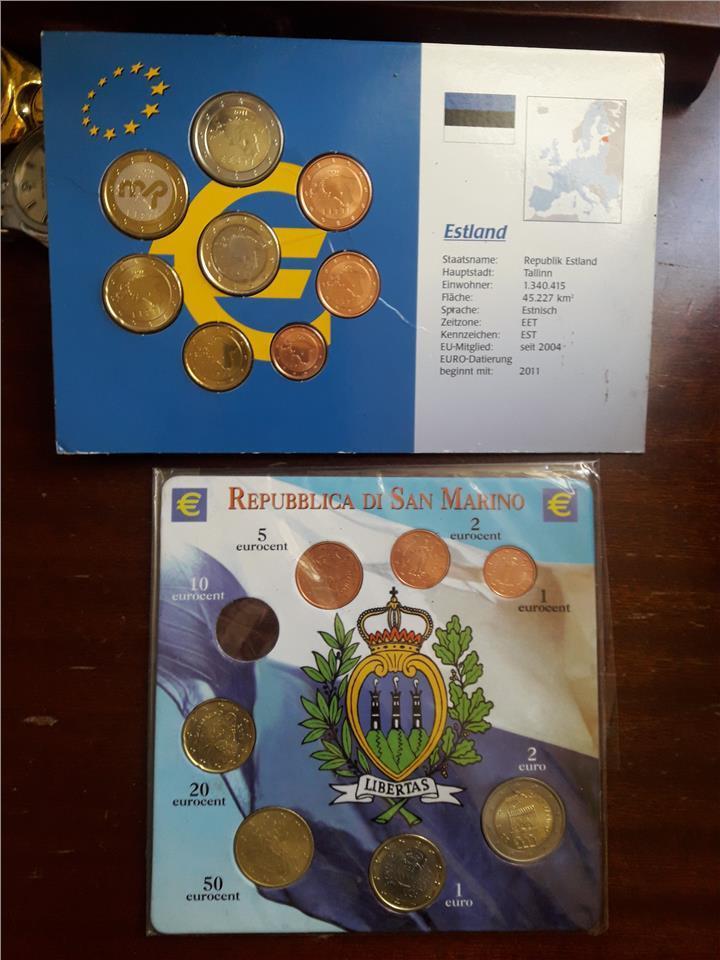 2011
mp
Estland
Staatsname: Republik Estland
Hauptstadt: Tallinn
Einwohner: 1.340.415
Fläche: 45.227 km²
Sprache: Estnisch
Zeitzone: EET
Kennzeichen: EST
EU-Mitglied: seit 2004
EURO-Datierung
beginnt mit: 2011
€ REPUBBLICA DI SAN MARINO €
5
eurocent
2
eurocent
10
eurocent
1
eurocent
20
eurocent
2
euro
LIBERTAS
50
eurocent
1
euro